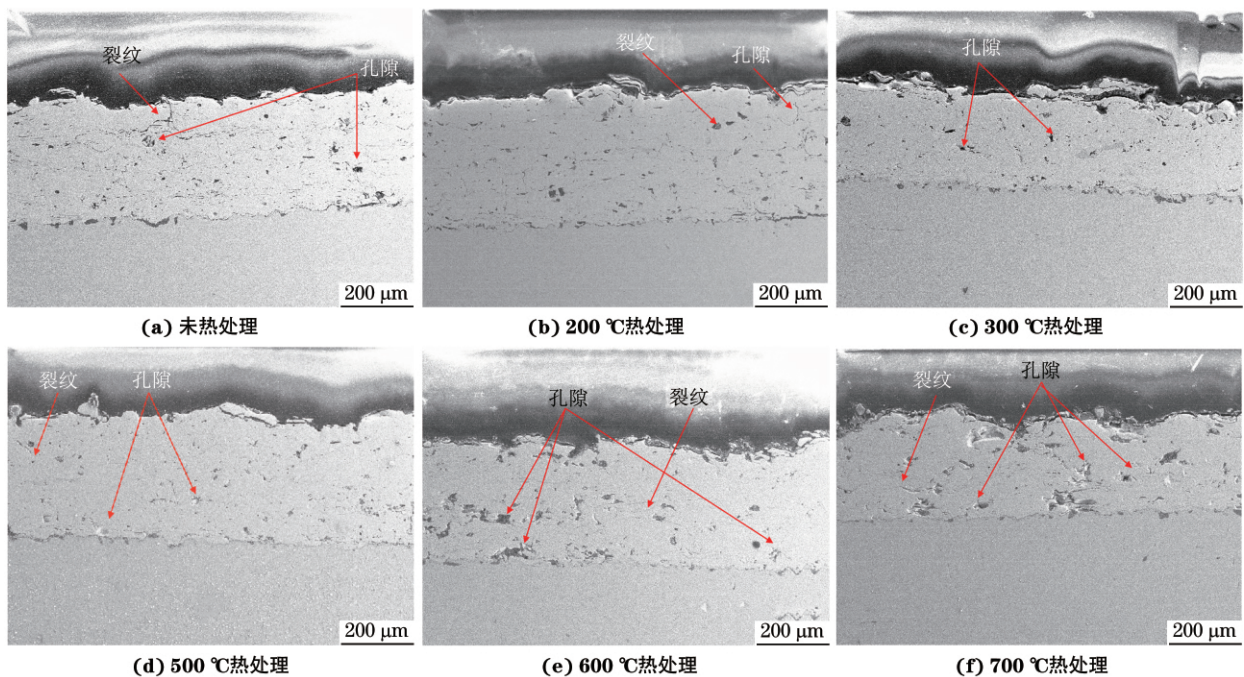 裂纹
孔隙
200 μm
(a) 未热处理
裂纹
孔隙
200 μm
(b) 200 ℃热处理
孔隙
200 μm
(c) 300 ℃热处理
裂纹
孔隙
200 μm
(d) 500 ℃热处理
孔隙
裂纹
200 μm
(e) 600 ℃热处理
裂纹
孔隙
200 μm
(f) 700 ℃热处理